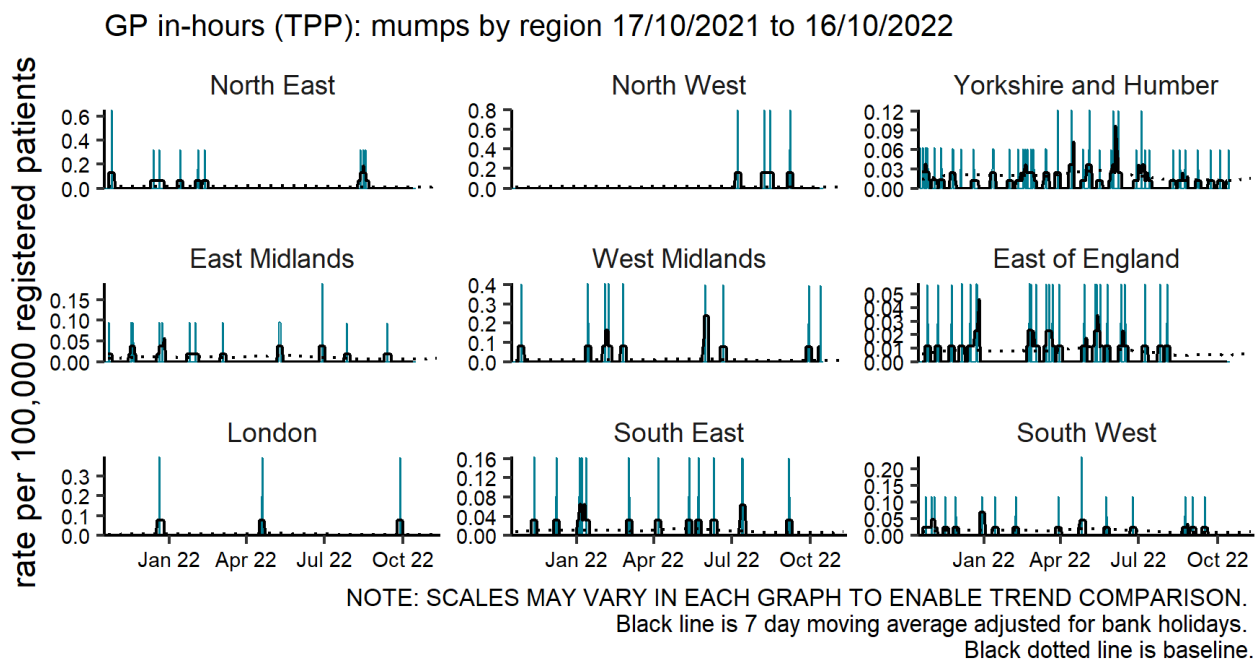 GP in-hours (TPP): mumps by region 17/10/2021 to 16/10/2022
rate per 100,000 registered patients
North East
0.6
0.4
0.2
0.0
North West
0.8
0.6
0.4
0.2
0.0
Yorkshire and Humber
0.12
0.09
0.06
0.03
0.00
East Midlands
0.15
0.10
0.05
0.00
West Midlands
0.4
0.3
0.2
0.1
0.0
East of England
0.05
0.04
0.03
0.02
0.01
0.00
London
0.3
0.2
0.1
0.0
Jan 22 Apr 22 Jul 22 Oct 22
South East
0.16
0.12
0.08
0.04
0.00
Jan 22 Apr 22 Jul 22 Oct 22
South West
0.20
0.15
0.10
0.05
0.00
Jan 22 Apr 22 Jul 22 Oct 22
NOTE: SCALES MAY VARY IN EACH GRAPH TO ENABLE TREND COMPARISON.
Black line is 7 day moving average adjusted for bank holidays.
Black dotted line is baseline.